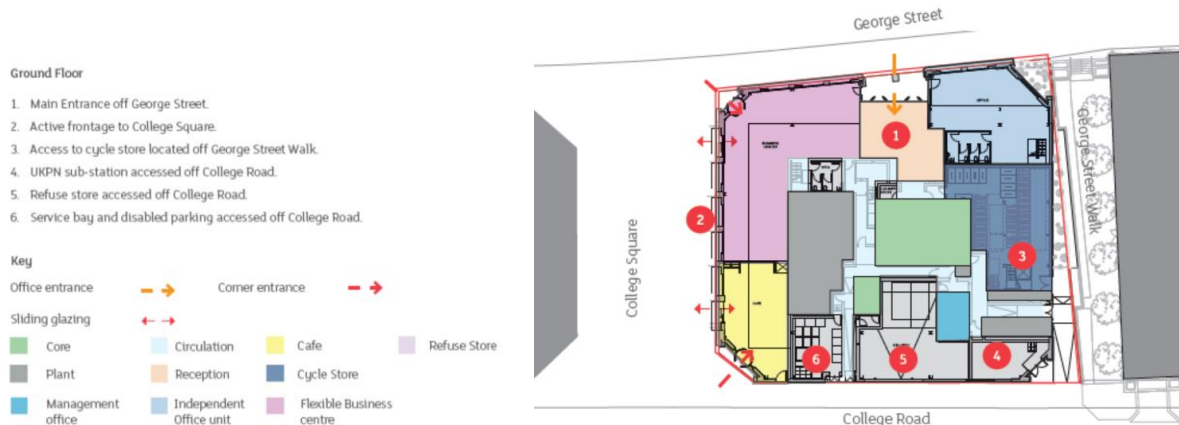 Ground Floor
1. Main Entrance off George Street.
2. Active frontage to College Square.
3. Access to cycle store located off George Street Walk.
4. UKPN sub-station accessed off College Road.
5. Refuse store accessed off College Road.
6. Service bay and disabled parking accessed off College Road.
Key
Office entrance
Corner entrance
Sliding glazing
Core
Circulation
Cafe
Refuse Store
Plant
Reception
Cycle Store
Management
office
Independent
Office unit
Flexible Business
centre
George Street
George Street Walk
College Square
College Road
OFFICE
BUSINESS
CENTER
CAFE
1
2
3
4
5
6